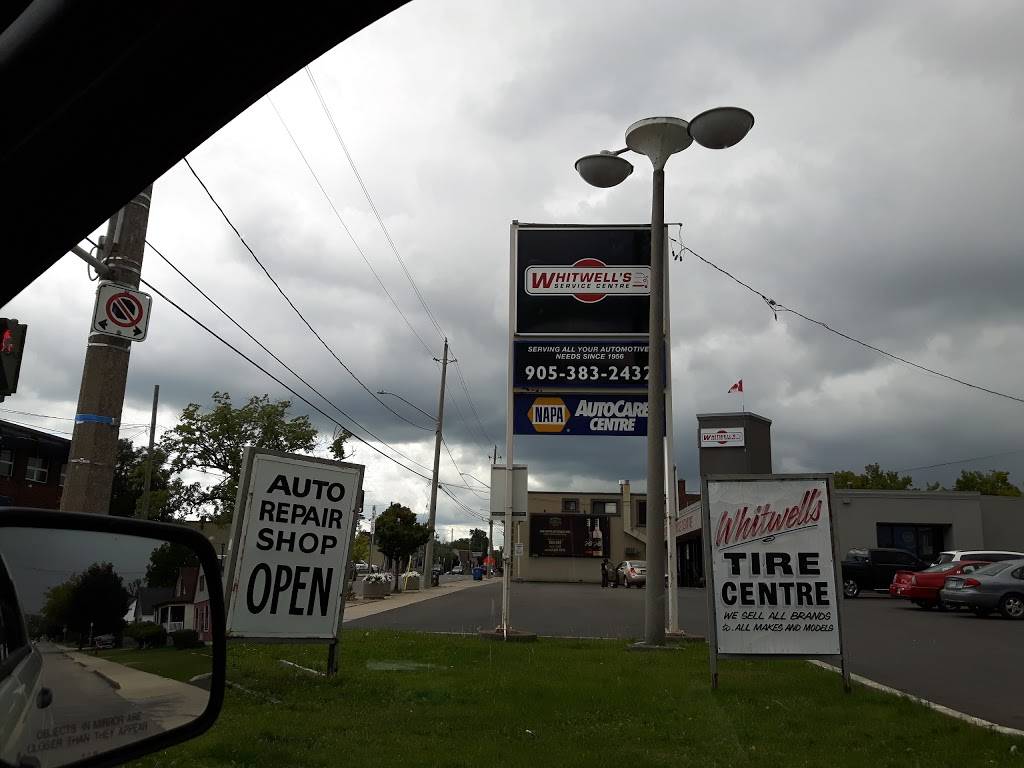 WHITWELL'S
SERVICE CENTRE
SERVING ALL YOUR AUTOMOTIVE
NEEDS SINCE 1956
905-383-2432
NAPA AUTOCARE
CENTRE
WHITWELL'S
AUTO
REPAIR
SHOP
OPEN
Whitwell's
TIRE
CENTRE
WE SELL ALL BRANDS
ALL MAKES AND MODELS
OBJECTS IN MIRROR ARE
CLOSER THAN THEY APPEAR